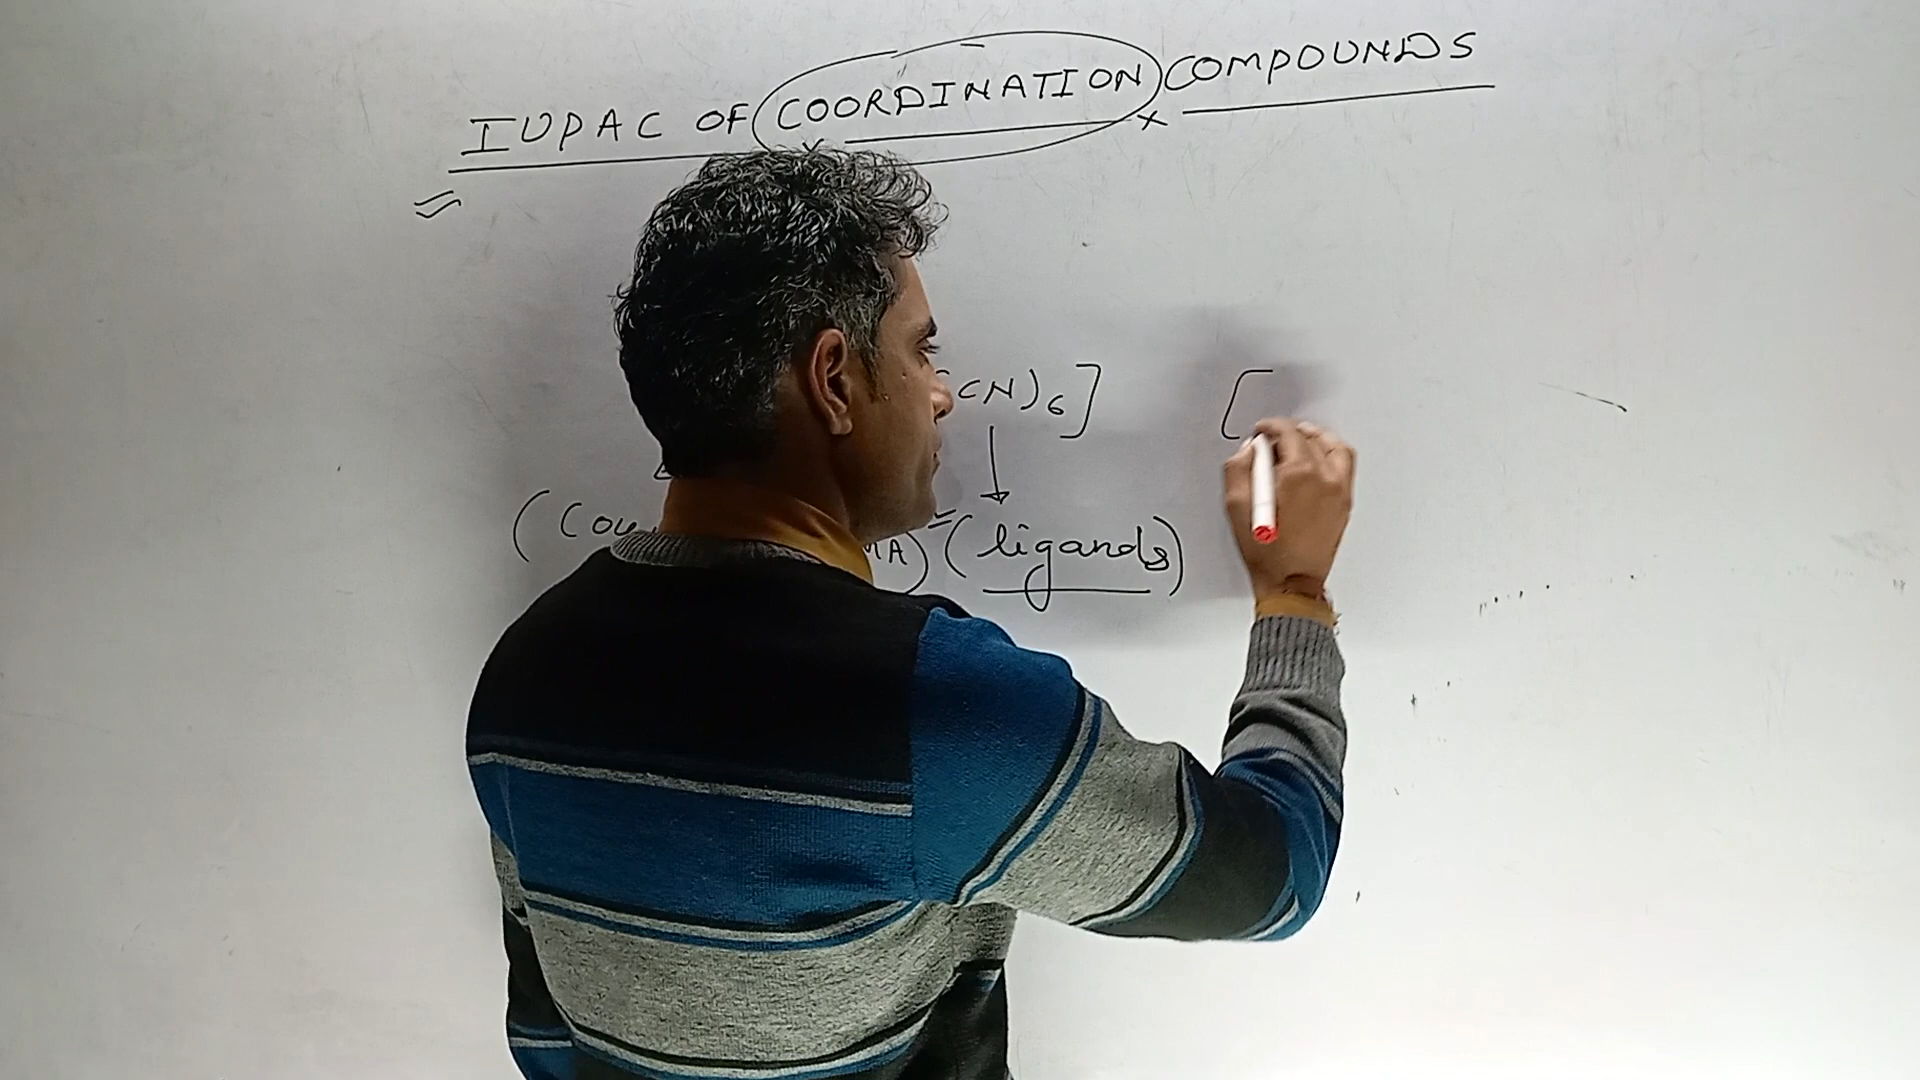 IUPAC OF COORDINATION COMPOUNDS
CN)6] [
(ligands)